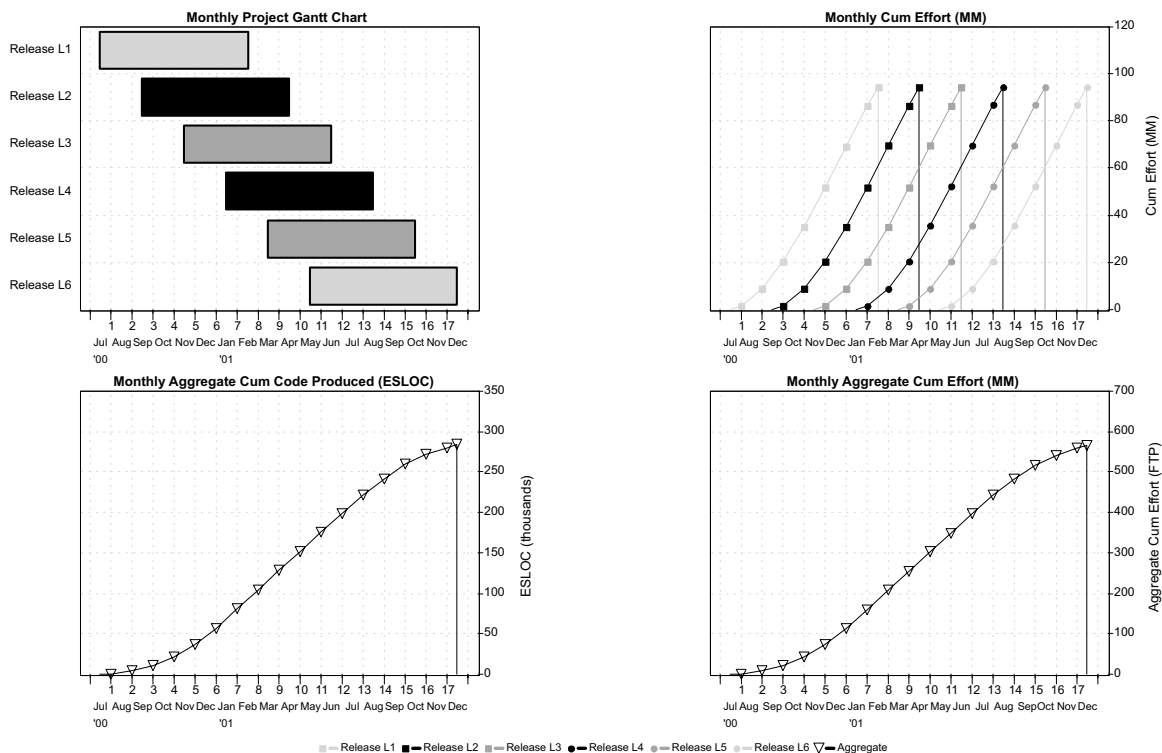 Monthly Project Gantt Chart
Release L1
Release L2
Release L3
Release L4
Release L5
Release L6
1 2 3 4 5 6 7 8 9 10 11 12 13 14 15 16 17
Jul Aug Sep Oct Nov Dec Jan Feb Mar Apr May Jun Jul Aug Sep Oct Nov Dec
'00 '01
Monthly Cum Effort (MM)
120
100
80
60
40
20
0
Cum Effort (MM)
1 2 3 4 5 6 7 8 9 10 11 12 13 14 15 16 17
Jul Aug Sep Oct Nov Dec Jan Feb Mar Apr May Jun Jul Aug Sep Oct Nov Dec
'00 '01
Monthly Aggregate Cum Code Produced (ESLOC)
350
300
250
200
150
100
50
0
ESLOC (thousands)
1 2 3 4 5 6 7 8 9 10 11 12 13 14 15 16 17
Jul Aug Sep Oct Nov Dec Jan Feb Mar Apr May Jun Jul Aug Sep Oct Nov Dec
'00 '01
Monthly Aggregate Cum Effort (MM)
700
600
500
400
300
200
100
0
Aggregate Cum Effort (FTP)
1 2 3 4 5 6 7 8 9 10 11 12 13 14 15 16 17
Jul Aug Sep Oct Nov Dec Jan Feb Mar Apr May Jun Jul Aug Sep Oct Nov Dec
'00 '01
Release L1 Release L2 Release L3 Release L4 Release L5 Release L6 Aggregate